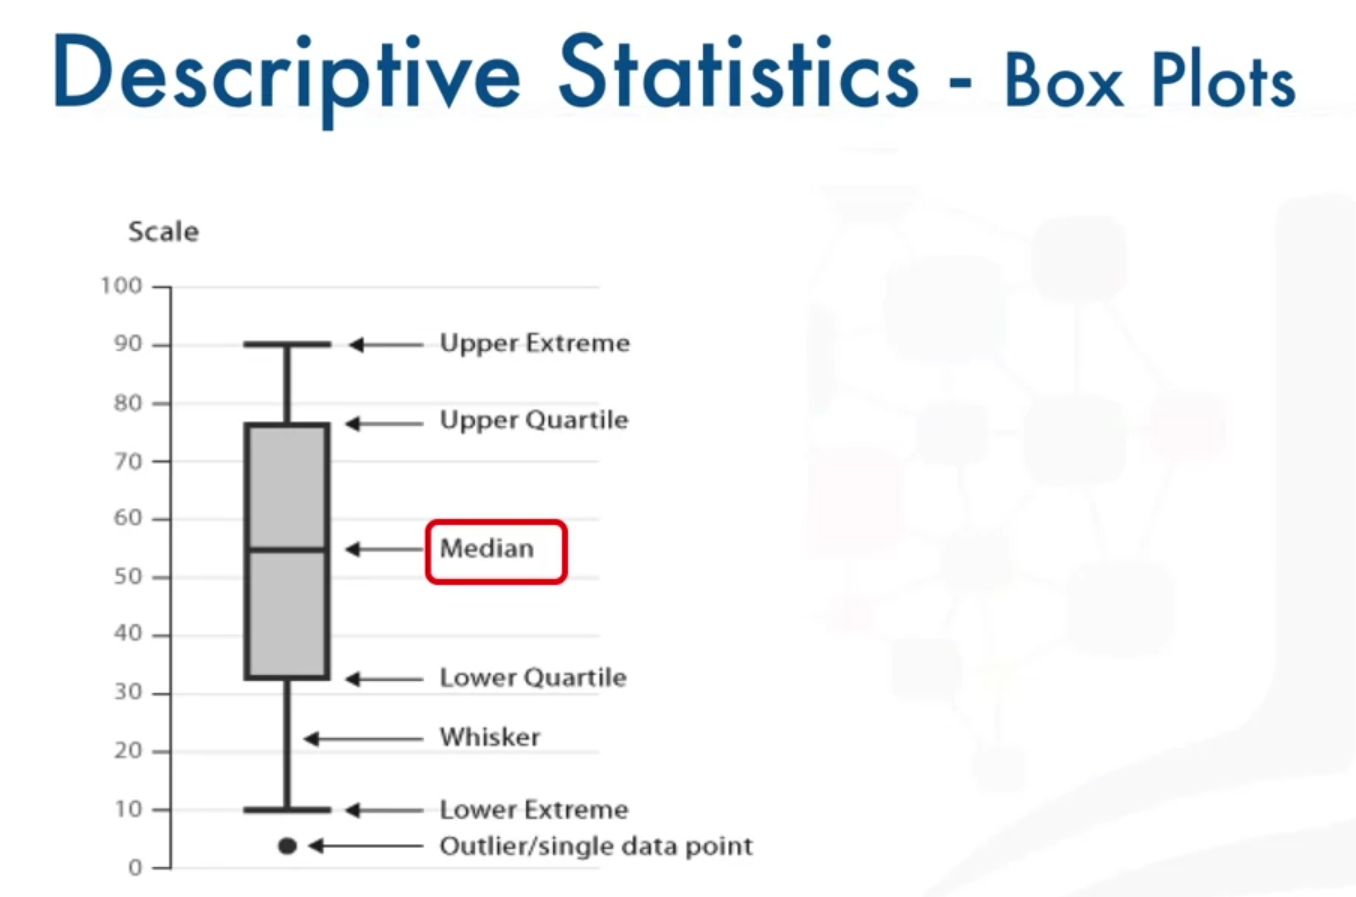 Descriptive Statistics - Box Plots
Scale
100
90
Upper Extreme
80
Upper Quartile
70
60
Median
50
40
Lower Quartile
30
Whisker
20
10
Lower Extreme
Outlier/single data point
0